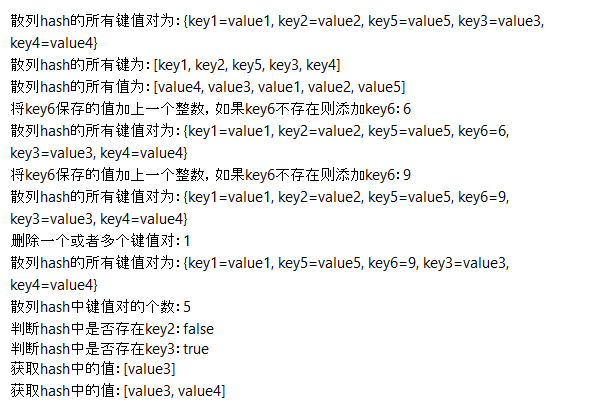 散列hash的所有键值对为:{key1=value1, key2=value2, key5=value5, key3=value3,
key4=value4}
散列hash的所有键为:[key1, key2, key5, key3, key4]
散列hash的所有值为:[value4, value3, value1, value2, value5]
将key6保存的值加上一个整数, 如果key6不存在则添加key6:6
散列hash的所有键值对为:{key1=value1, key2=value2, key5=value5, key6=6,
key3=value3, key4=value4}
将key6保存的值加上一个整数, 如果key6不存在则添加key6:9
散列hash的所有键值对为:{key1=value1, key2=value2, key5=value5, key6=9,
key3=value3, key4=value4}
删除一个或者多个键值对:1
散列hash的所有键值对为:{key1=value1, key5=value5, key6=9, key3=value3,
key4=value4}
散列hash中键值对的个数:5
判断hash中是否存在key2:false
判断hash中是否存在key3:true
获取hash中的值:[value3]
获取hash中的值:[value3, value4]